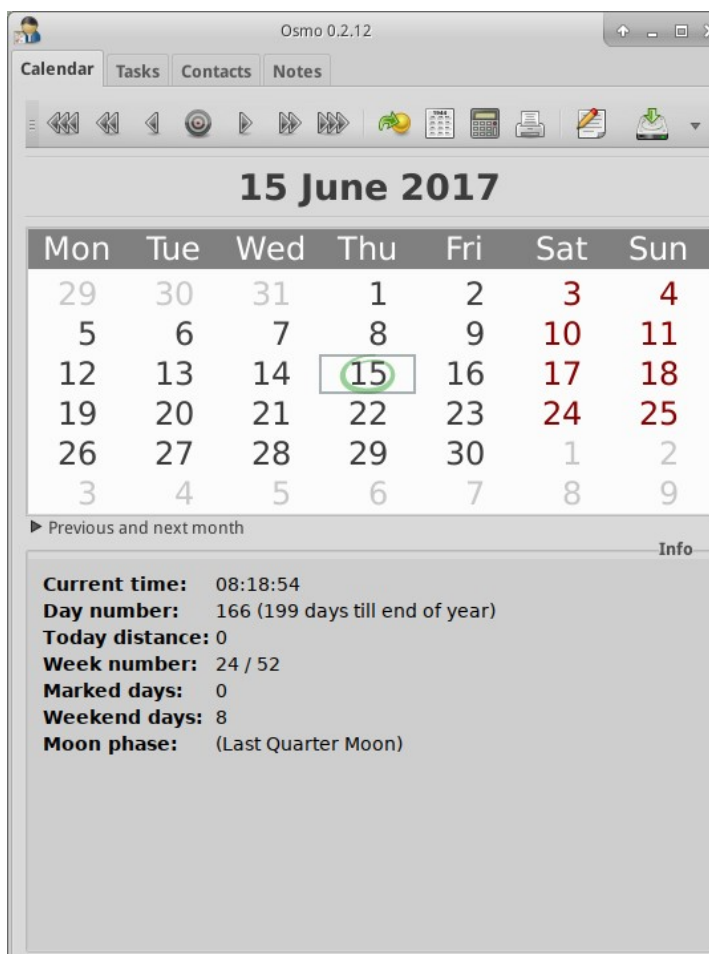 Osmo 0.2.12
Calendar Tasks Contacts Notes
15 June 2017
Mon Tue Wed Thu Fri Sat Sun
29 30 31 1 2 3 4
5 6 7 8 9 10 11
12 13 14 15 16 17 18
19 20 21 22 23 24 25
26 27 28 29 30 1 2
3 4 5 6 7 8 9
Previous and next month
Info
Current time: 08:18:54
Day number: 166 (199 days till end of year)
Today distance: 0
Week number: 24 / 52
Marked days: 0
Weekend days: 8
Moon phase: (Last Quarter Moon)